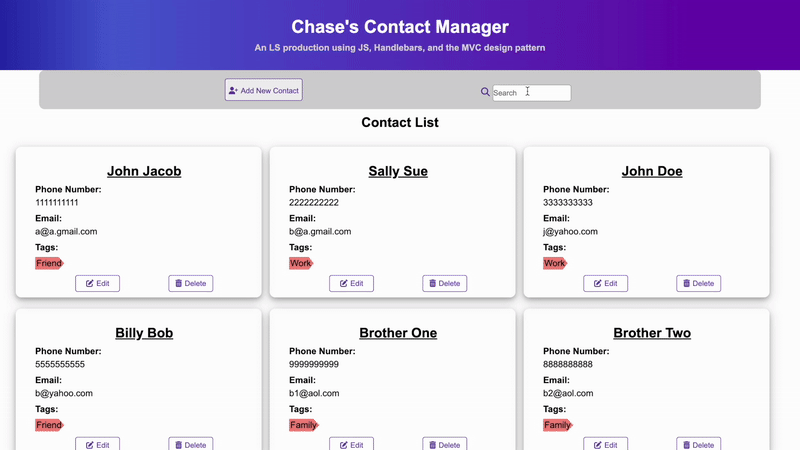 Chase's Contact Manager
An LS production using JS, Handlebars, and the MVC design pattern
Add New Contact
Search
Contact List
John Jacob
Phone Number:
1111111111
Email:
a@a.gmail.com
Tags:
Friend
Edit
Delete
Sally Sue
Phone Number:
2222222222
Email:
b@a.gmail.com
Tags:
Work
Edit
Delete
John Doe
Phone Number:
3333333333
Email:
j@yahoo.com
Tags:
Work
Edit
Delete
Billy Bob
Phone Number:
5555555555
Email:
b@yahoo.com
Tags:
Friend
Edit
Delete
Brother One
Phone Number:
9999999999
Email:
b1@aol.com
Tags:
Family
Edit
Delete
Brother Two
Phone Number:
8888888888
Email:
b2@aol.com
Tags:
Family
Edit
Delete